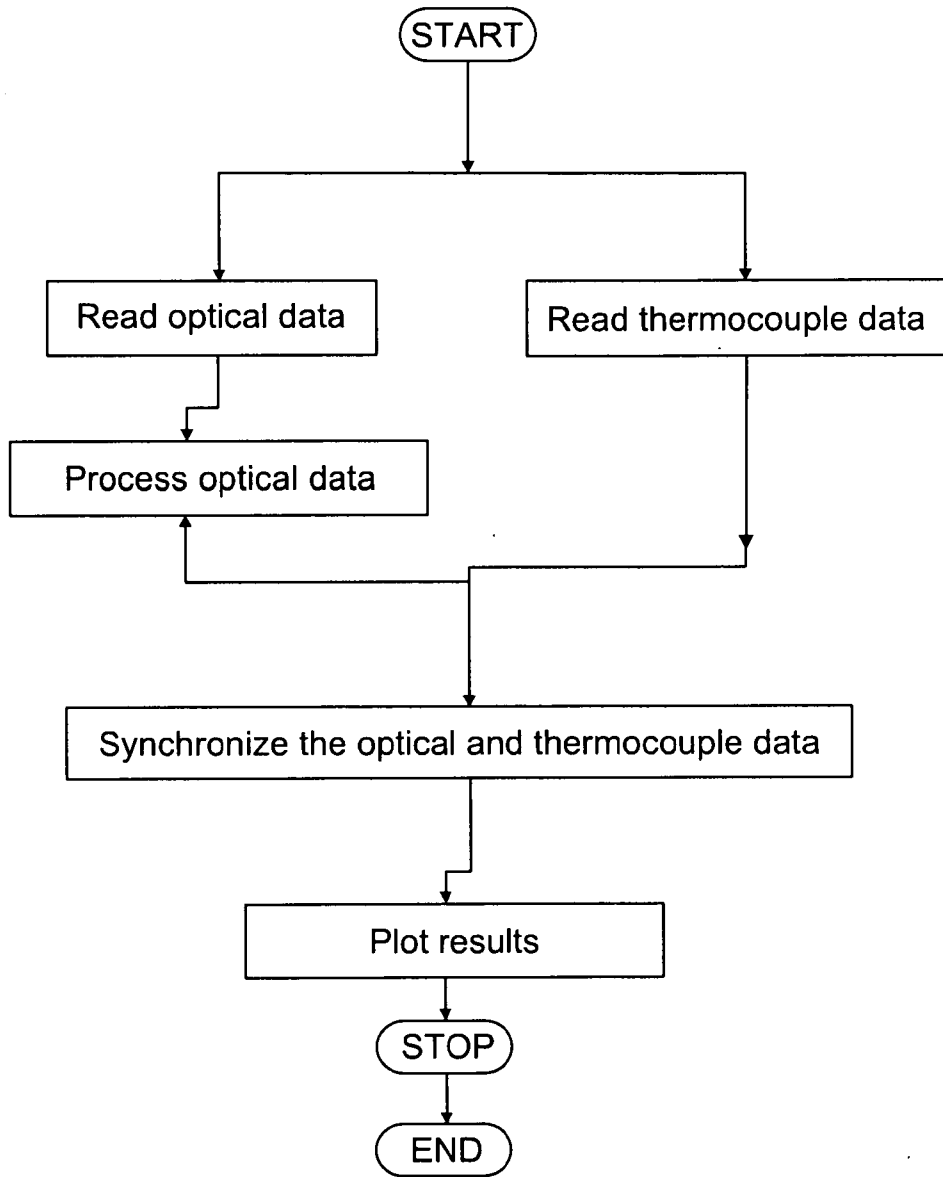 START
Read optical data
Read thermocouple data
Process optical data
Synchronize the optical and thermocouple data
Plot results
STOP
END